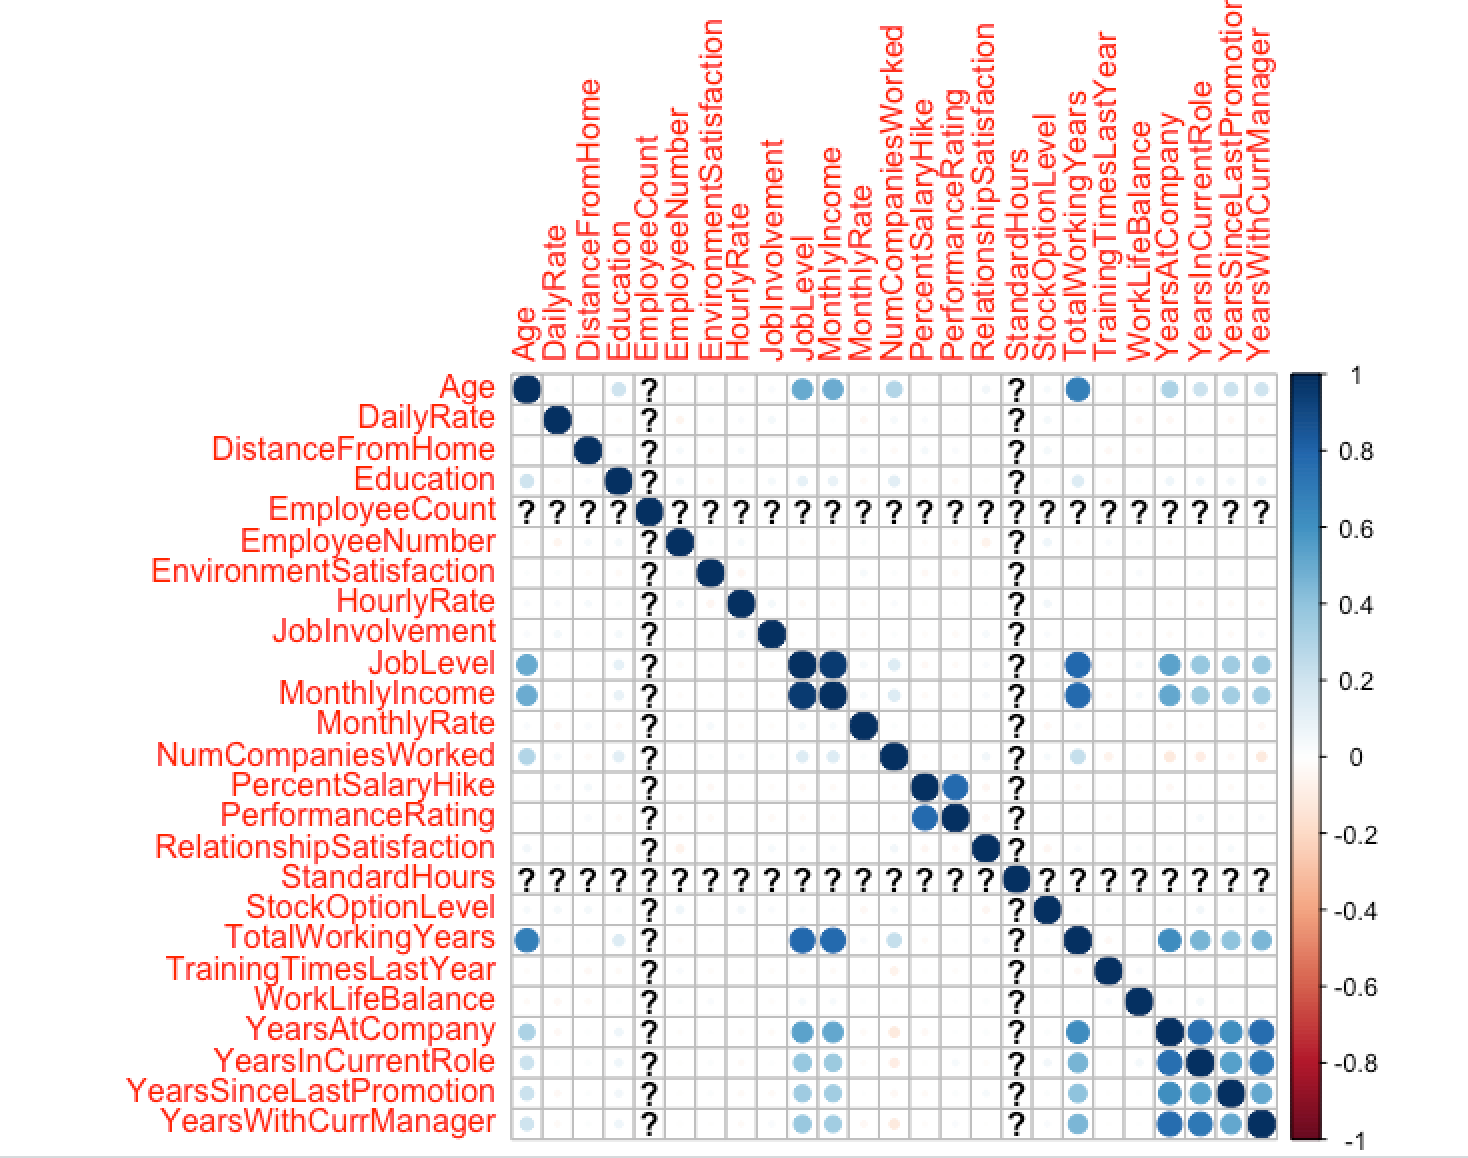 Age
DailyRate
DistanceFromHome
Education
EmployeeCount
EmployeeNumber
EnvironmentSatisfaction
HourlyRate
JobInvolvement
JobLevel
MonthlyIncome
MonthlyRate
NumCompaniesWorked
PercentSalaryHike
PerformanceRating
RelationshipSatisfaction
StandardHours
StockOptionLevel
TotalWorkingYears
TrainingTimesLastYear
WorkLifeBalance
YearsAtCompany
YearsInCurrentRole
YearsSinceLastPromotion
YearsWithCurrManager
Age ? ?
DailyRate ? ?
DistanceFromHome ? ?
Education ? ?
EmployeeCount ? ? ? ? ? ? ? ? ? ? ? ? ? ? ? ? ? ? ? ? ? ? ? ?
EmployeeNumber ? ?
EnvironmentSatisfaction ? ?
HourlyRate ? ?
JobInvolvement ? ?
JobLevel ? ?
MonthlyIncome ? ?
MonthlyRate ? ?
NumCompaniesWorked ? ?
PercentSalaryHike ? ?
PerformanceRating ? ?
RelationshipSatisfaction ? ?
StandardHours ? ? ? ? ? ? ? ? ? ? ? ? ? ? ? ? ? ? ? ? ? ? ? ?
StockOptionLevel ? ?
TotalWorkingYears ? ?
TrainingTimesLastYear ? ?
WorkLifeBalance ? ?
YearsAtCompany ? ?
YearsInCurrentRole ? ?
YearsSinceLastPromotion ? ?
YearsWithCurrManager ? ?
1
0.8
0.6
0.4
0.2
0
-0.2
-0.4
-0.6
-0.8
-1